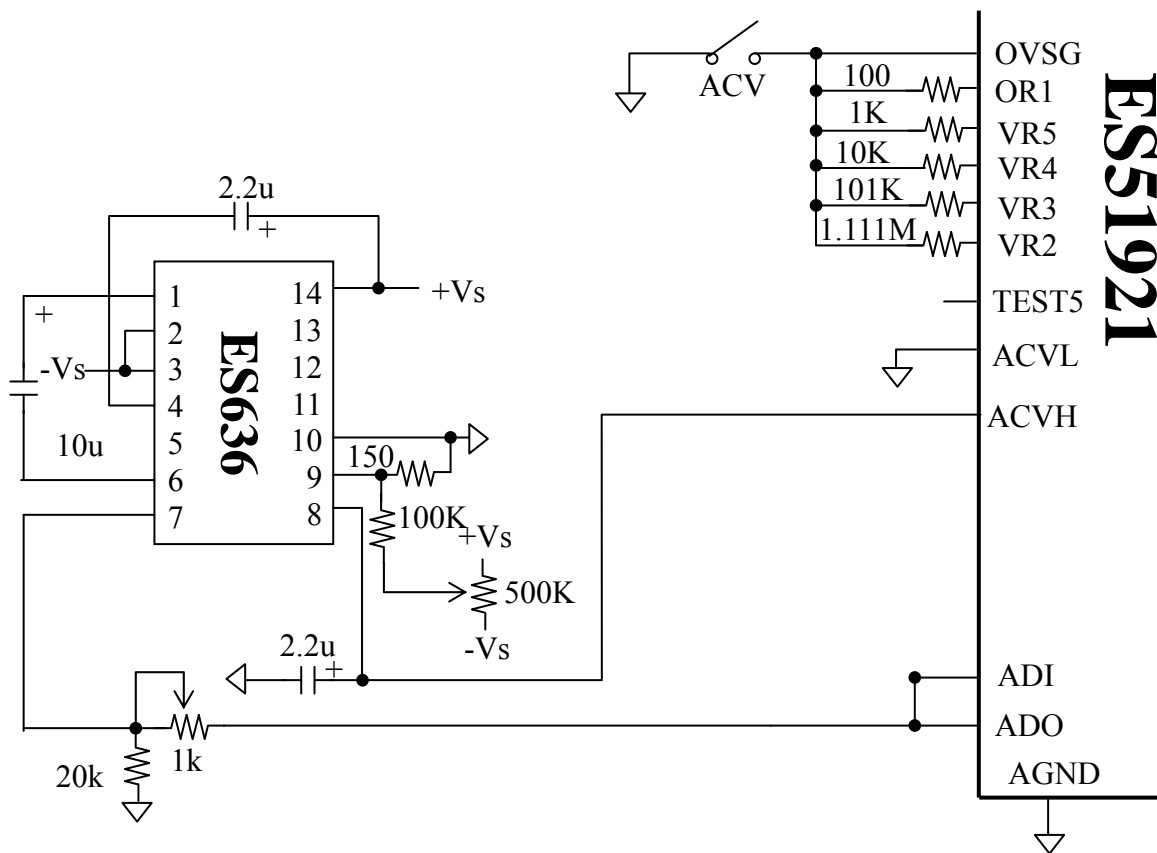 OVSG
ACV
100
OR1
1K
VR5
10K
VR4
101K
VR3
1.111M
VR2
TEST5
ACVL
ACVH
ADI
ADO
AGND
ES51921
2.2u
+
+Vs
1
2
3
4
5
6
7
14
13
12
11
10
9
8
ES636
+
-Vs
10u
150
100K
+Vs
500K
-Vs
2.2u
+
1k
20k